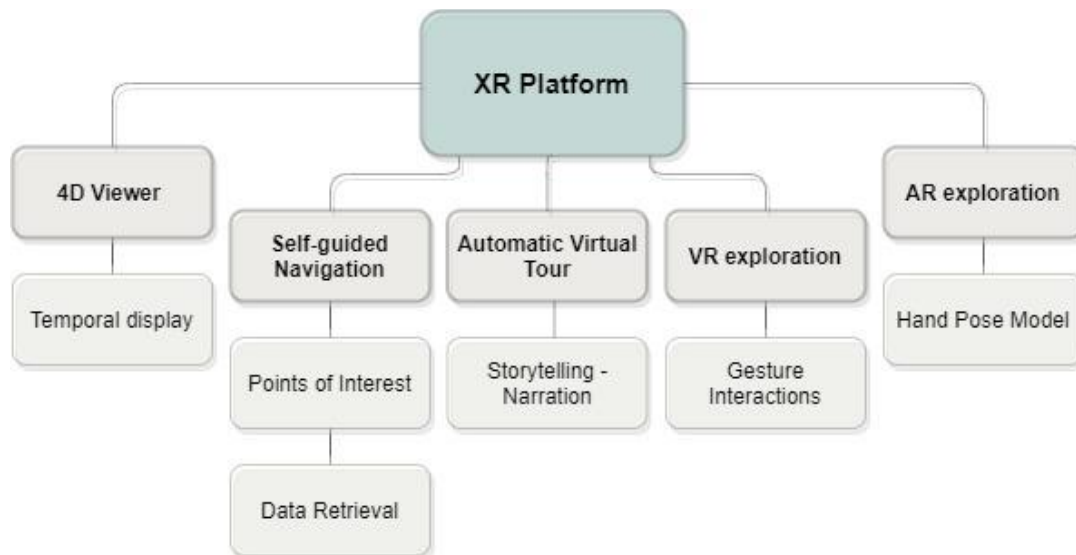 XR Platform
4D Viewer
AR exploration
Self-guided
Navigation
Automatic Virtual
Tour
VR exploration
Temporal display
Hand Pose Model
Points of Interest
Storytelling -
Narration
Gesture
Interactions
Data Retrieval